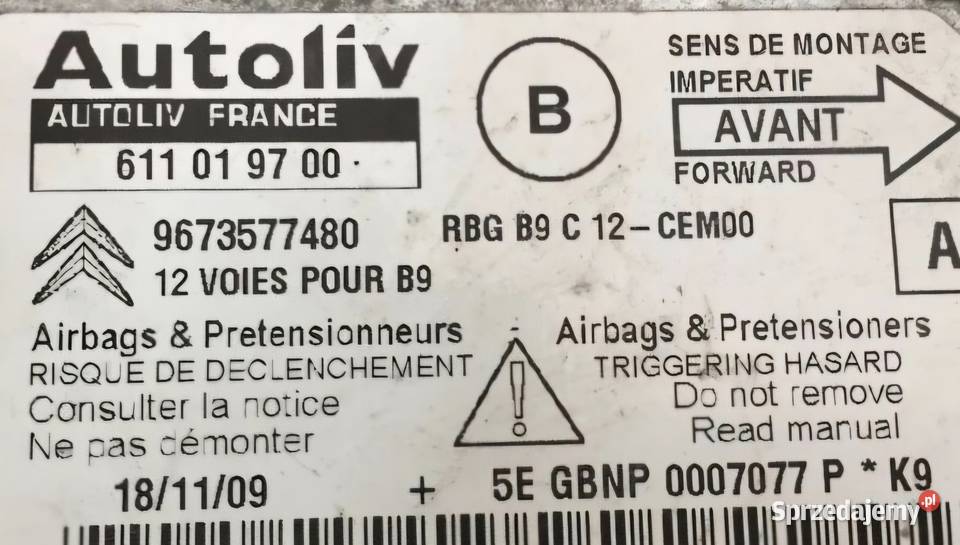 Autoliv
AUTOLIV FRANCE
611 01 97 00 .
B
SENS DE MONTAGE
IMPERATIF
AVANT
FORWARD
9673577480
RBG B9 C 12-CEM00
12 VOIES POUR B9
A
Airbags & Pretensionneurs
RISQUE DE DECLENCHEMENT
Consulter la notice
Ne pas démonter
Airbags & Pretensioners
TRIGGERING HASARD
Do not remove
Read manual
18/11/09 + 5E GBNP 0007077 P * K9
Sprzedajemy.pl